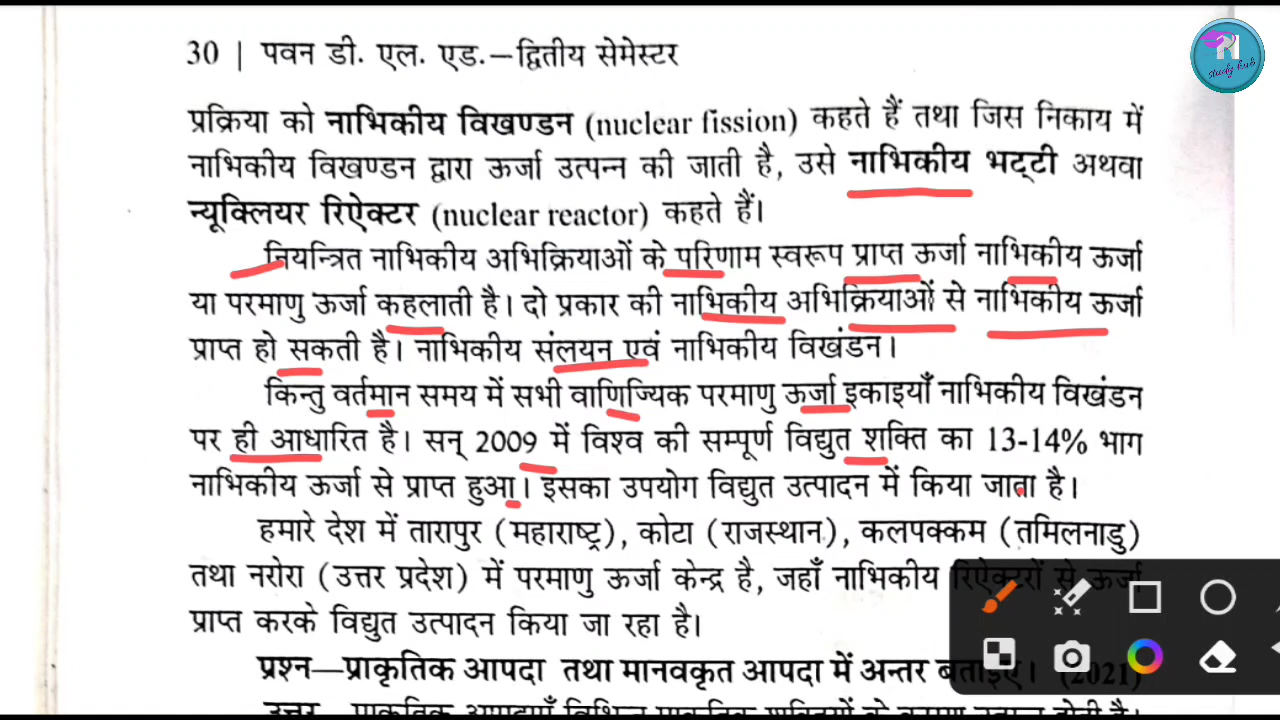 30 | पवन डी. एल. एड.–द्वितीय सेमेस्टर
study hub
प्रक्रिया को नाभिकीय विखण्डन (nuclear fission) कहते हैं तथा जिस निकाय में
नाभिकीय विखण्डन द्वारा ऊर्जा उत्पन्न की जाती है, उसे नाभिकीय भट्टी अथवा
न्यूक्लियर रिऐक्टर (nuclear reactor) कहते हैं।
नियन्त्रित नाभिकीय अभिक्रियाओं के परिणाम स्वरूप प्राप्त ऊर्जा नाभिकीय ऊर्जा
या परमाणु ऊर्जा कहलाती है। दो प्रकार की नाभिकीय अभिक्रियाओं से नाभिकीय ऊर्जा
प्राप्त हो सकती है। नाभिकीय संलयन एवं नाभिकीय विखंडन।
किन्तु वर्तमान समय में सभी वाणिज्यिक परमाणु ऊर्जा इकाइयाँ नाभिकीय विखंडन
पर ही आधारित है। सन् 2009 में विश्व की सम्पूर्ण विद्युत शक्ति का 13-14% भाग
नाभिकीय ऊर्जा से प्राप्त हुआ। इसका उपयोग विद्युत उत्पादन में किया जाता है।
हमारे देश में तारापुर (महाराष्ट्र), कोटा (राजस्थान), कलपक्कम (तमिलनाडु)
तथा नरोरा (उत्तर प्रदेश) में परमाणु ऊर्जा केन्द्र है, जहाँ नाभिकीय रिऐक्टरों से ऊर्जा
प्राप्त करके विद्युत उत्पादन किया जा रहा है।
प्रश्न—प्राकृतिक आपदा तथा मानवकृत आपदा में अन्तर बताइए। (2021)